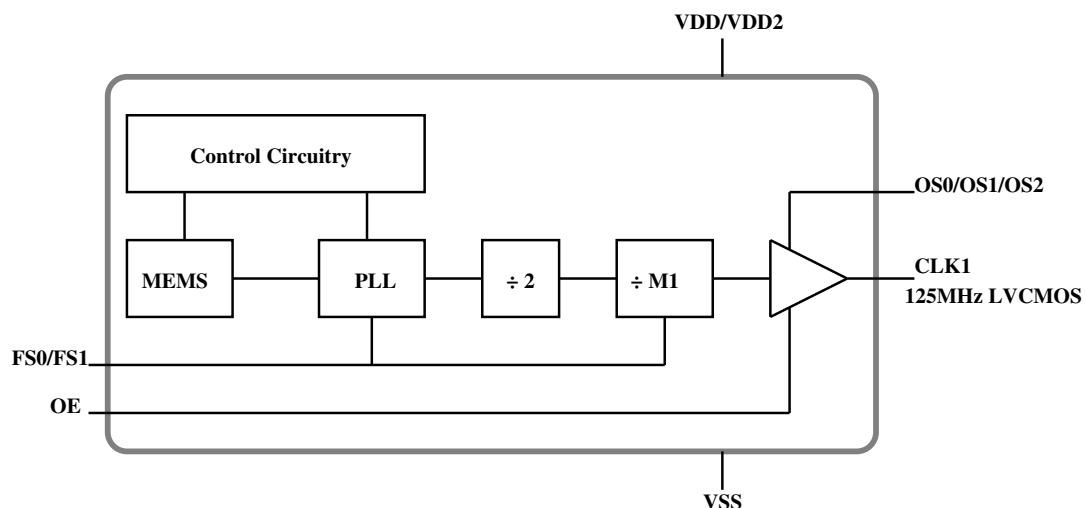 VDD/VDD2
Control Circuitry
OS0/OS1/OS2
MEMS
PLL
÷ 2
÷ M1
CLK1
125MHz LVCMOS
FS0/FS1
OE
VSS